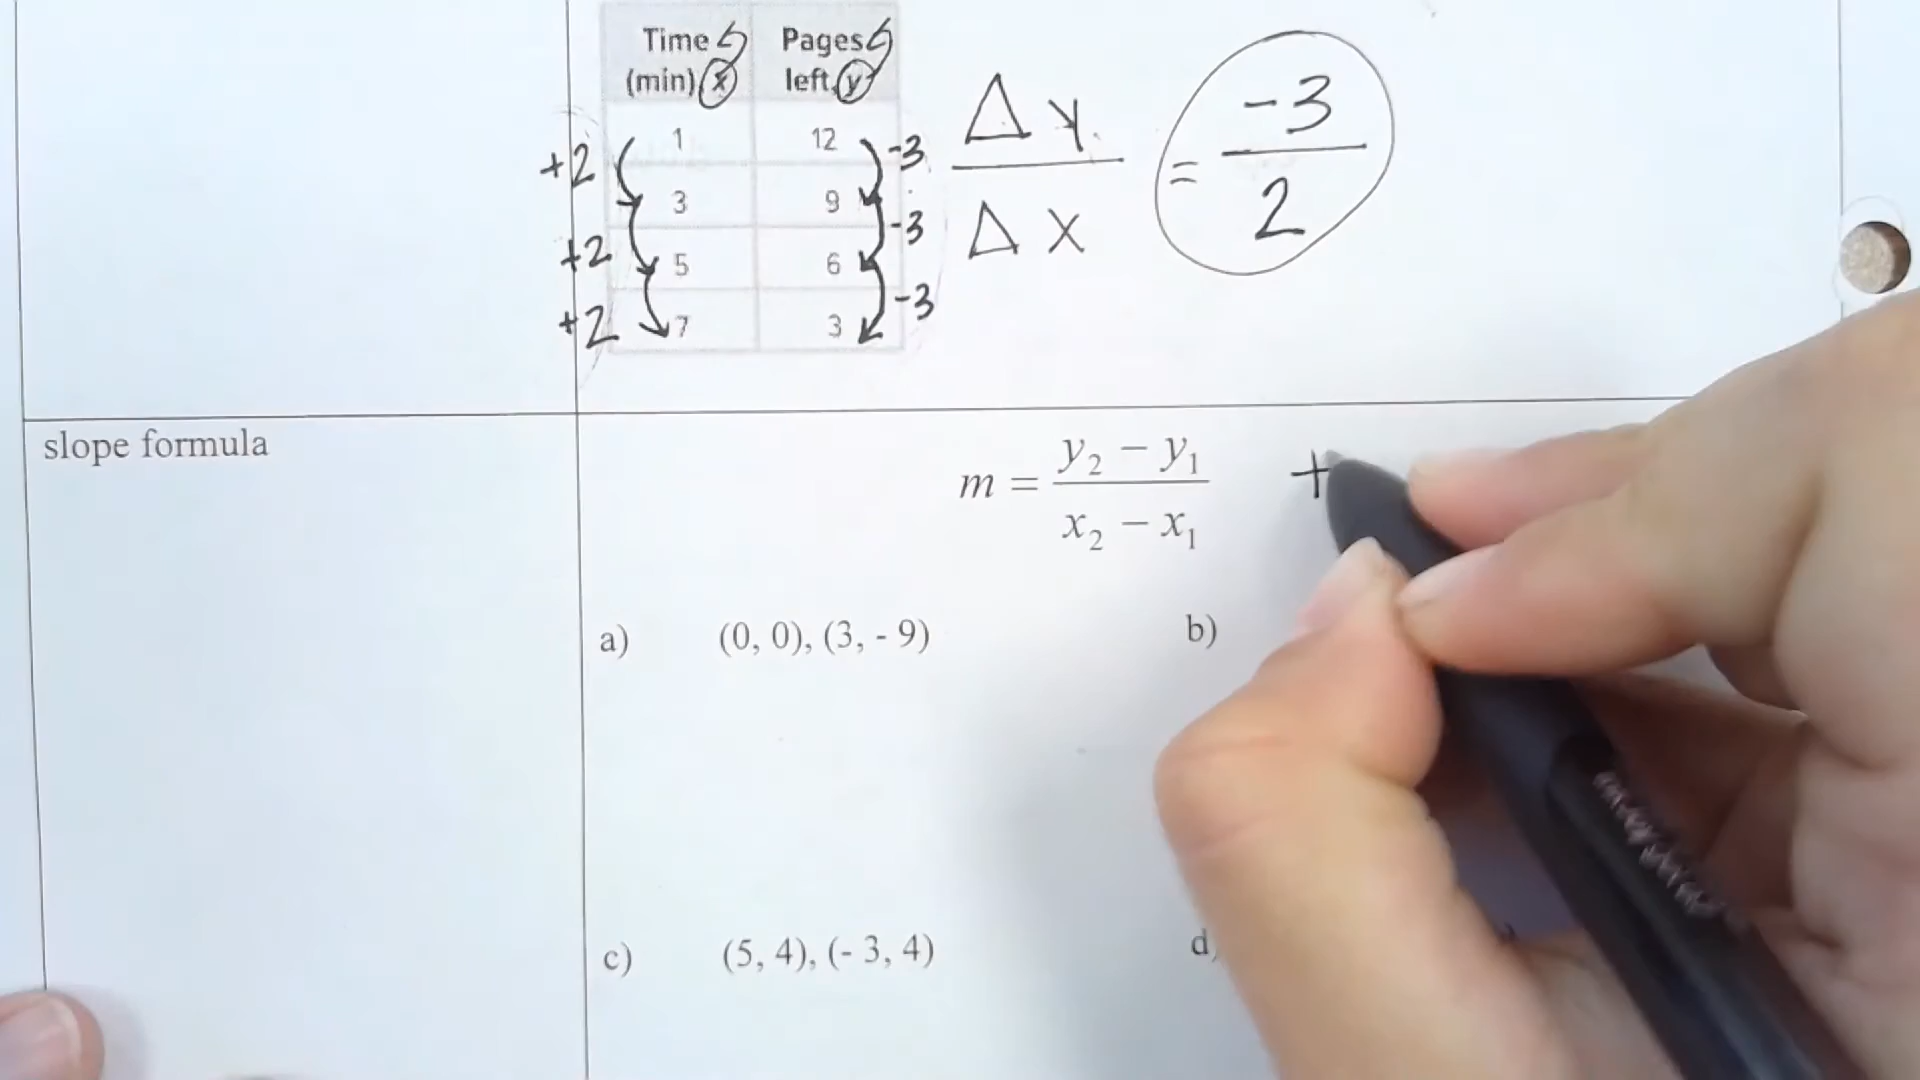 Time Pages
(min), x left, y
+2 1 12 -3
Δy
Δx
= -3
2
3 9
+2 -3
5 6
+2 -3
7 3
slope formula
m = y₂ − y₁
x₂ − x₁
+
a) (0, 0), (3, - 9) b)
c) (5, 4), (- 3, 4) d)